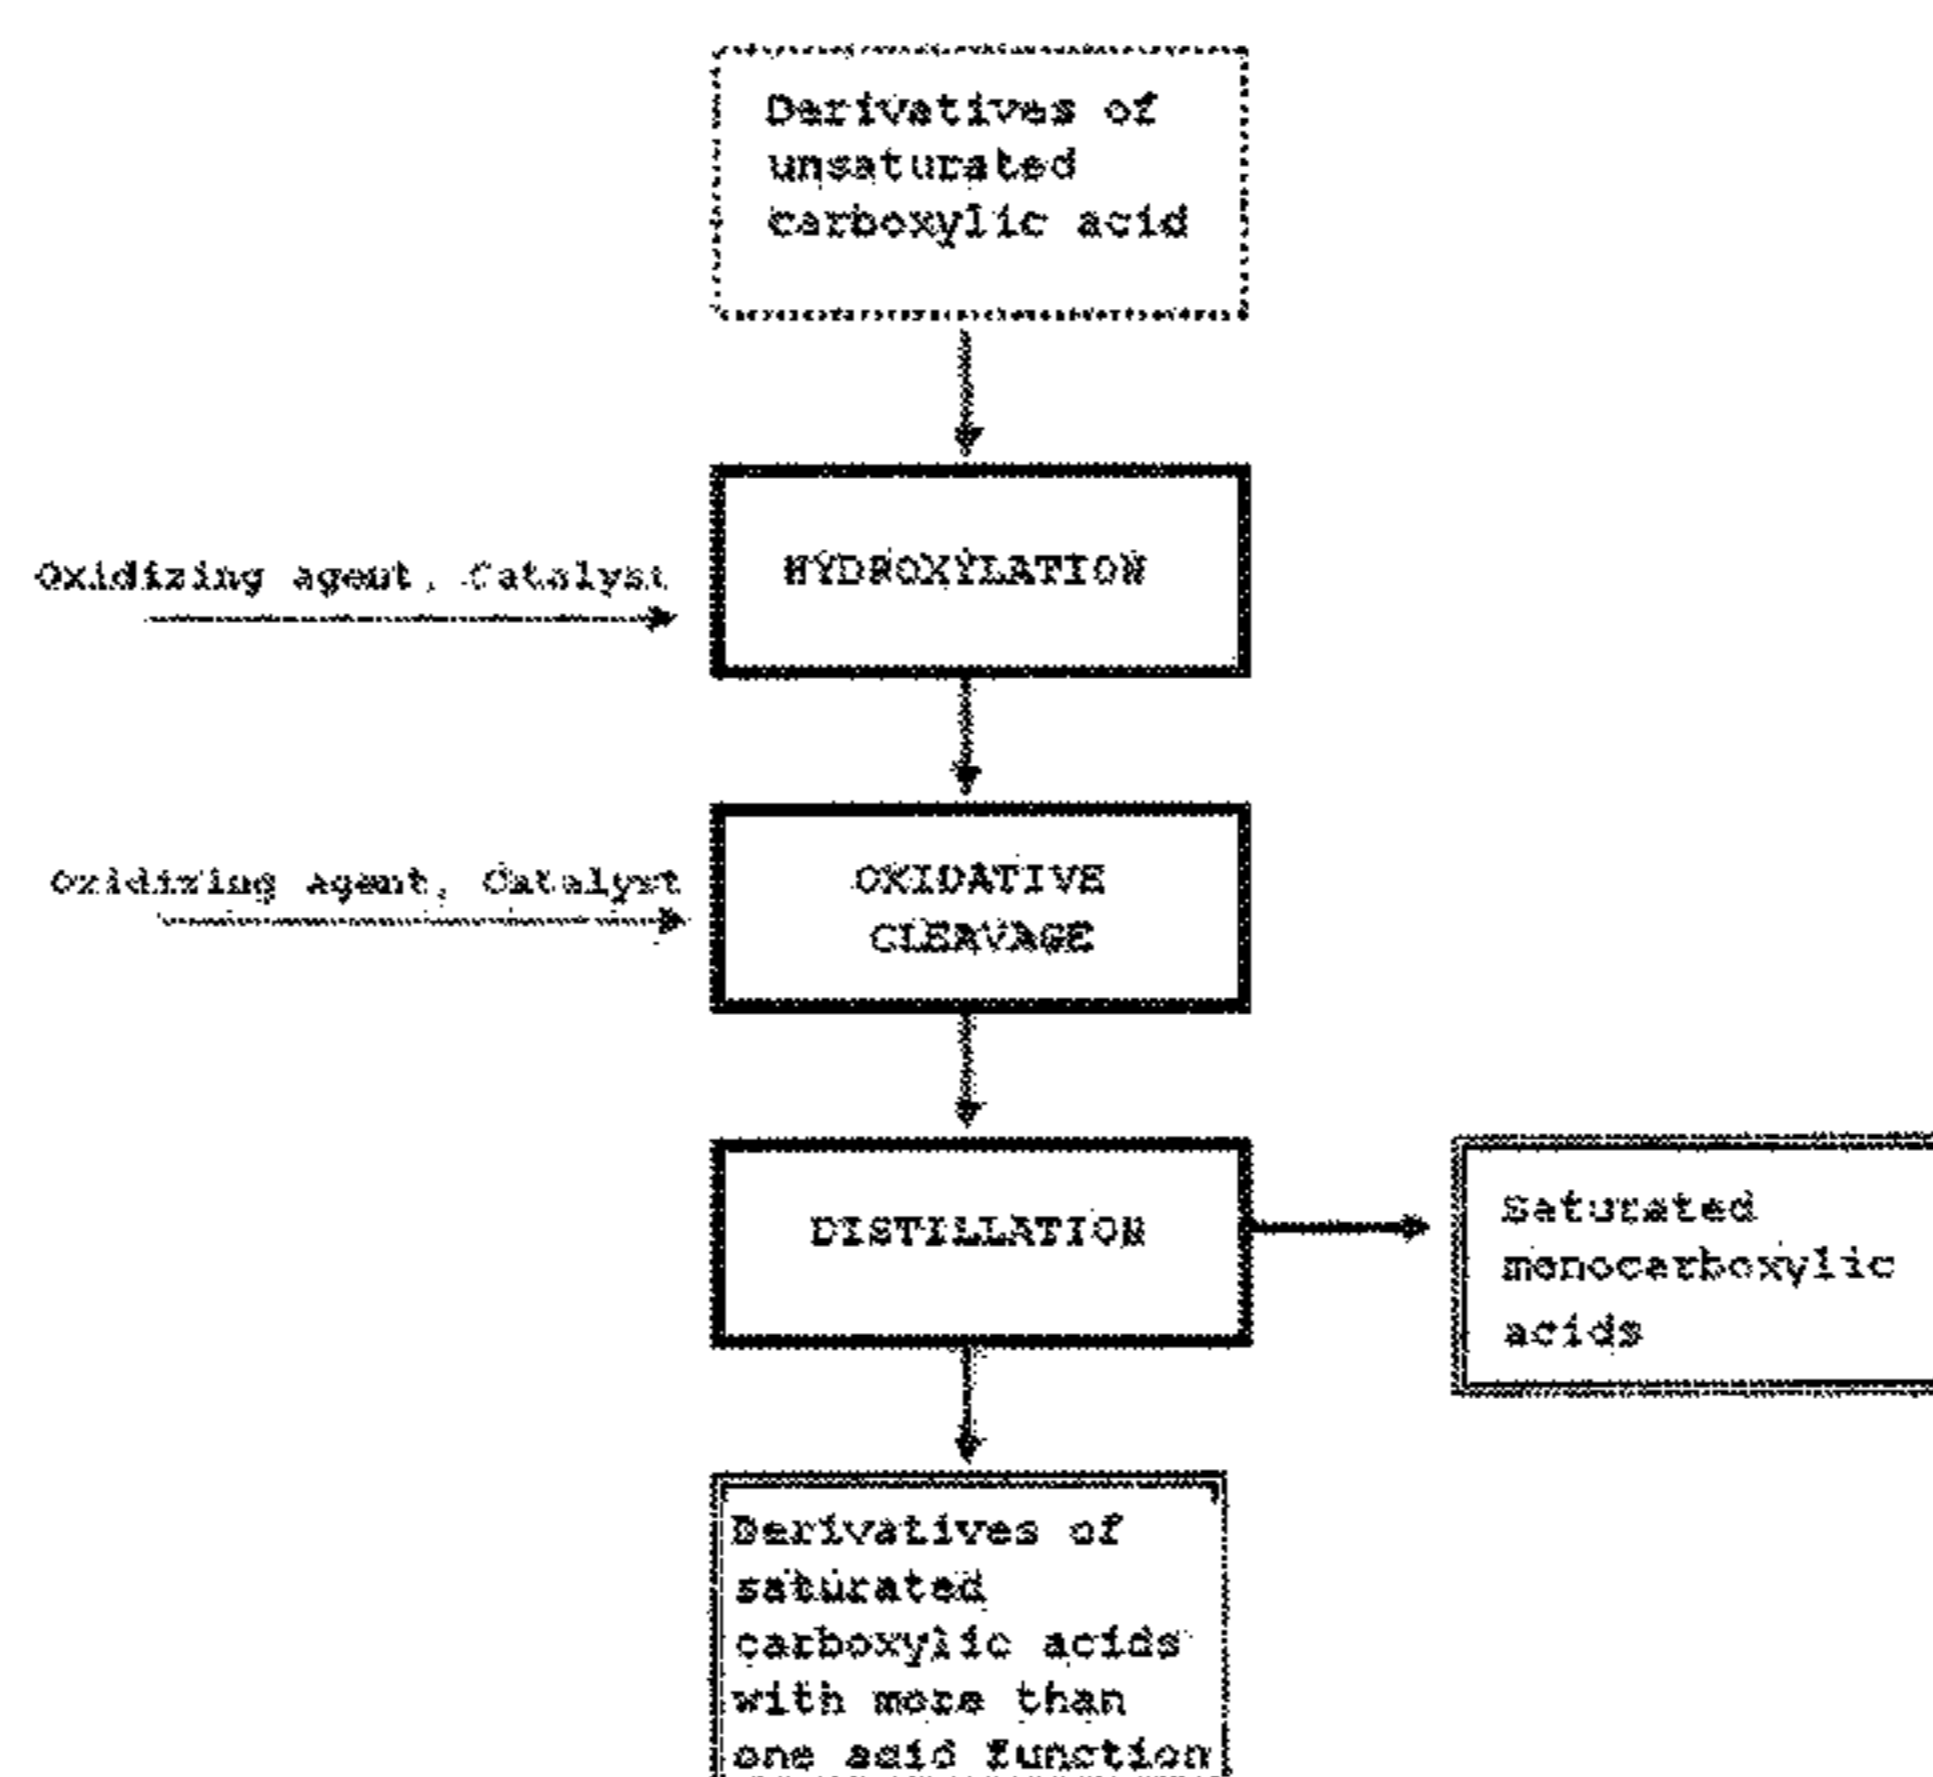 Derivatives of
unsaturated
carboxylic acid
Oxidizing agent, Catalyst
HYDROXYLATION
Oxidizing Agent, Catalyst
OXIDATIVE
CLEAVAGE
DISTILLATION
Saturated
monocarboxylic
acids
Derivatives of
saturated
carboxylic acids
with more than
one acid function